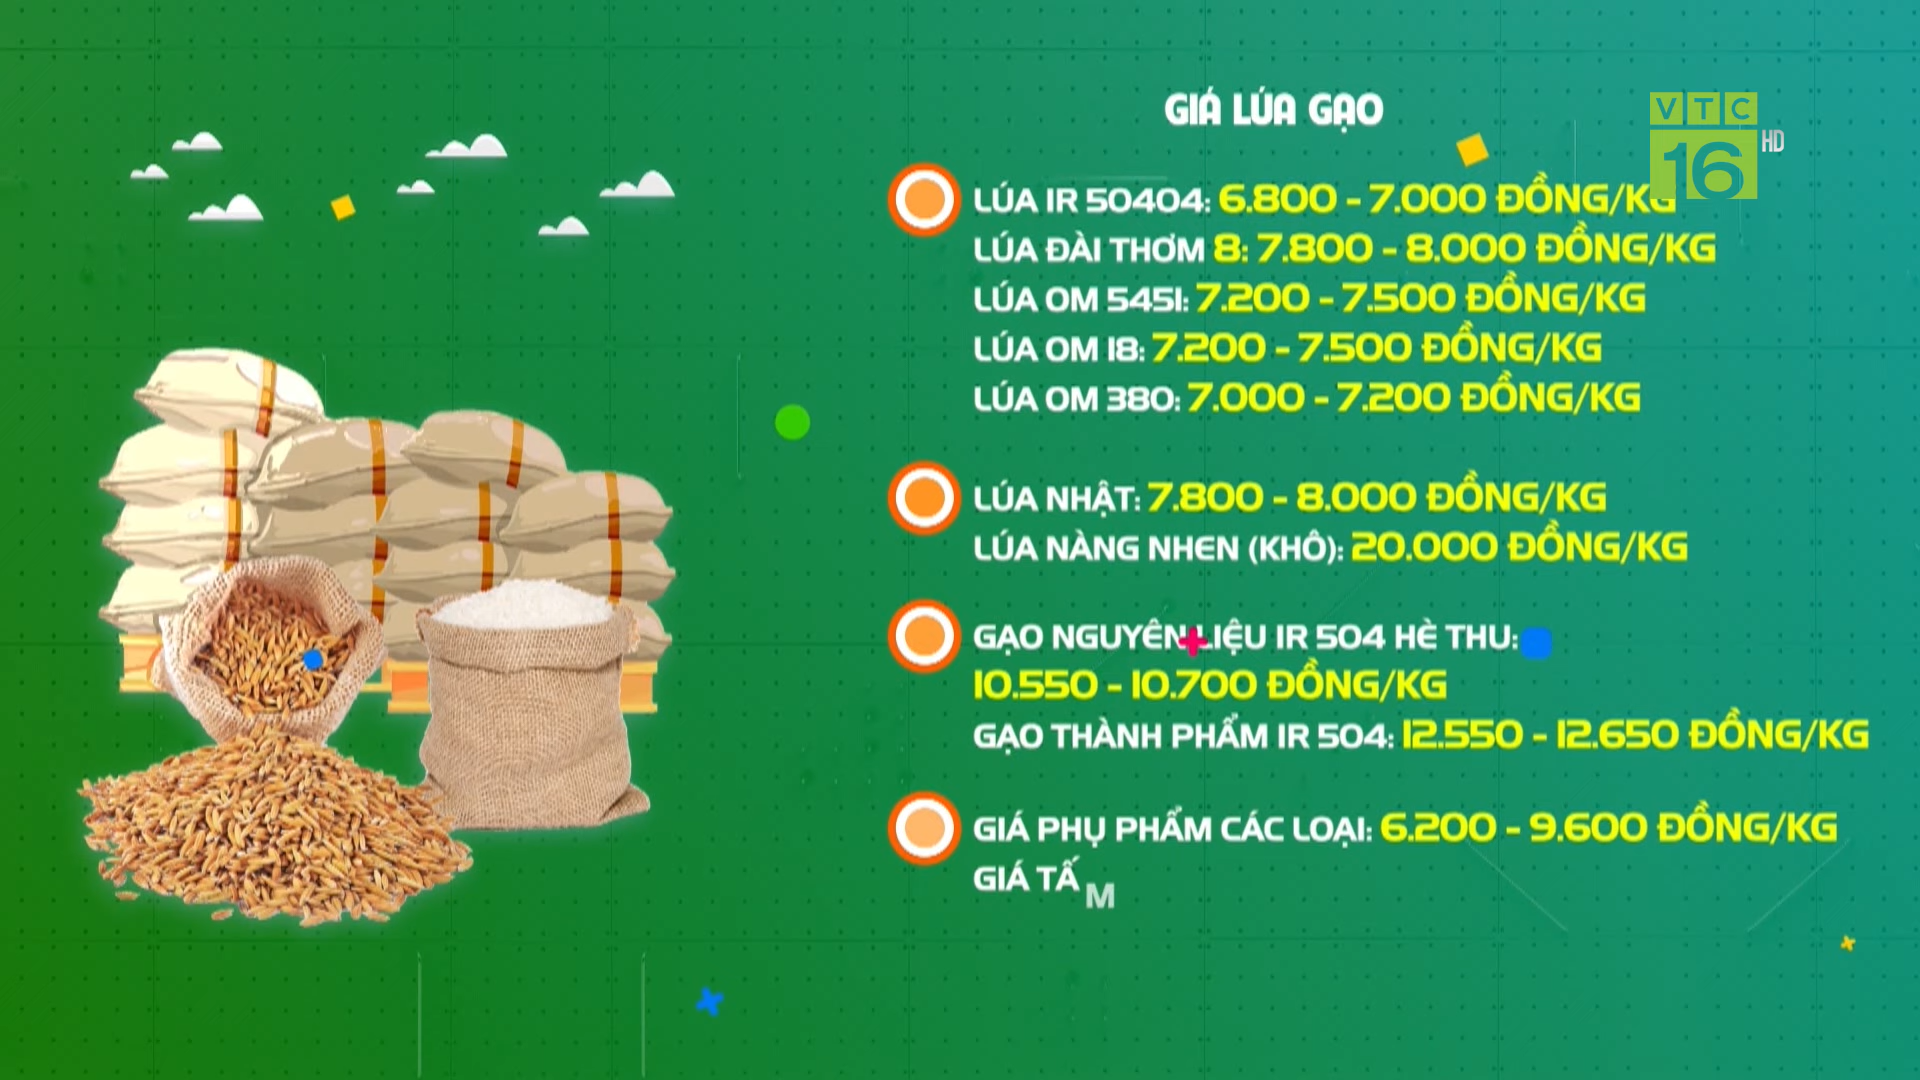 GIÁ LÚA GẠO
VTC
16 HD
LÚA IR 50404: 6.800 - 7.000 ĐỒNG/KG
LÚA ĐÀI THƠM 8: 7.800 - 8.000 ĐỒNG/KG
LÚA OM 5451: 7.200 - 7.500 ĐỒNG/KG
LÚA OM 18: 7.200 - 7.500 ĐỒNG/KG
LÚA OM 380: 7.000 - 7.200 ĐỒNG/KG
LÚA NHẬT: 7.800 - 8.000 ĐỒNG/KG
LÚA NÀNG NHEN (KHÔ): 20.000 ĐỒNG/KG
GẠO NGUYÊN LIỆU IR 504 HÈ THU:
10.550 - 10.700 ĐỒNG/KG
GẠO THÀNH PHẨM IR 504: 12.550 - 12.650 ĐỒNG/KG
GIÁ PHỤ PHẨM CÁC LOẠI: 6.200 - 9.600 ĐỒNG/KG
GIÁ TẤM